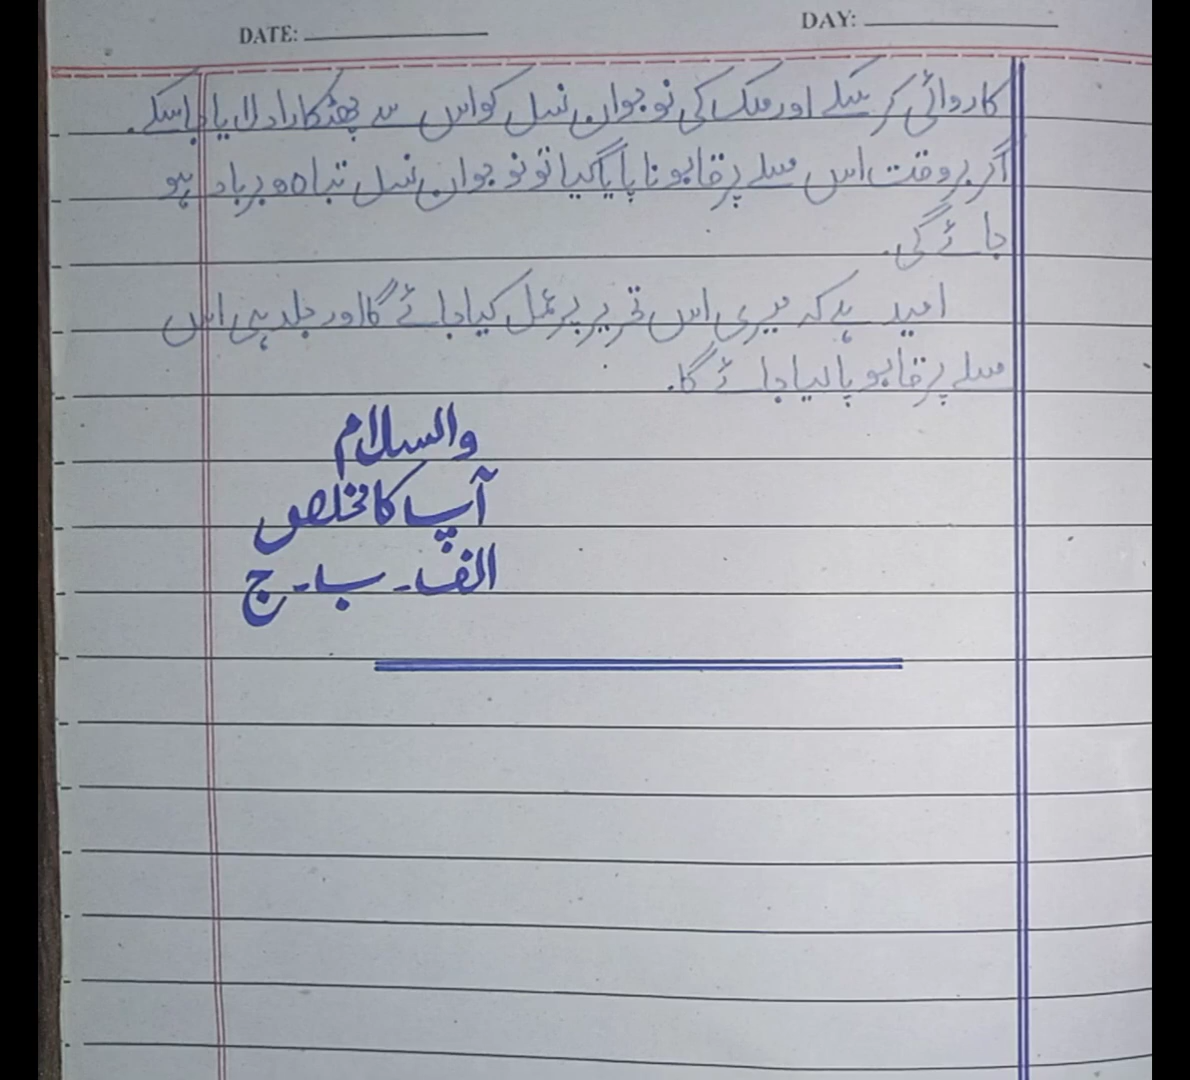 DATE: DAY:
کاروائی کر سکے اور ملک کی نوجوان نسل کو اس سے چھٹکارا دلایا جا سکے.
اگر بروقت اس مسلے پر قابو نا پایا گیا تو نوجوان نسل تباہ و برباد ہو
جائے گی.
امید ہے کہ میری اس تحریر پر عمل کیا جائے گا اور جلد ہی اس
مسلے پر قابو پا لیا جائے گا.
والسلام
آپ کا مخلص
الف ۔ ب ۔ ج